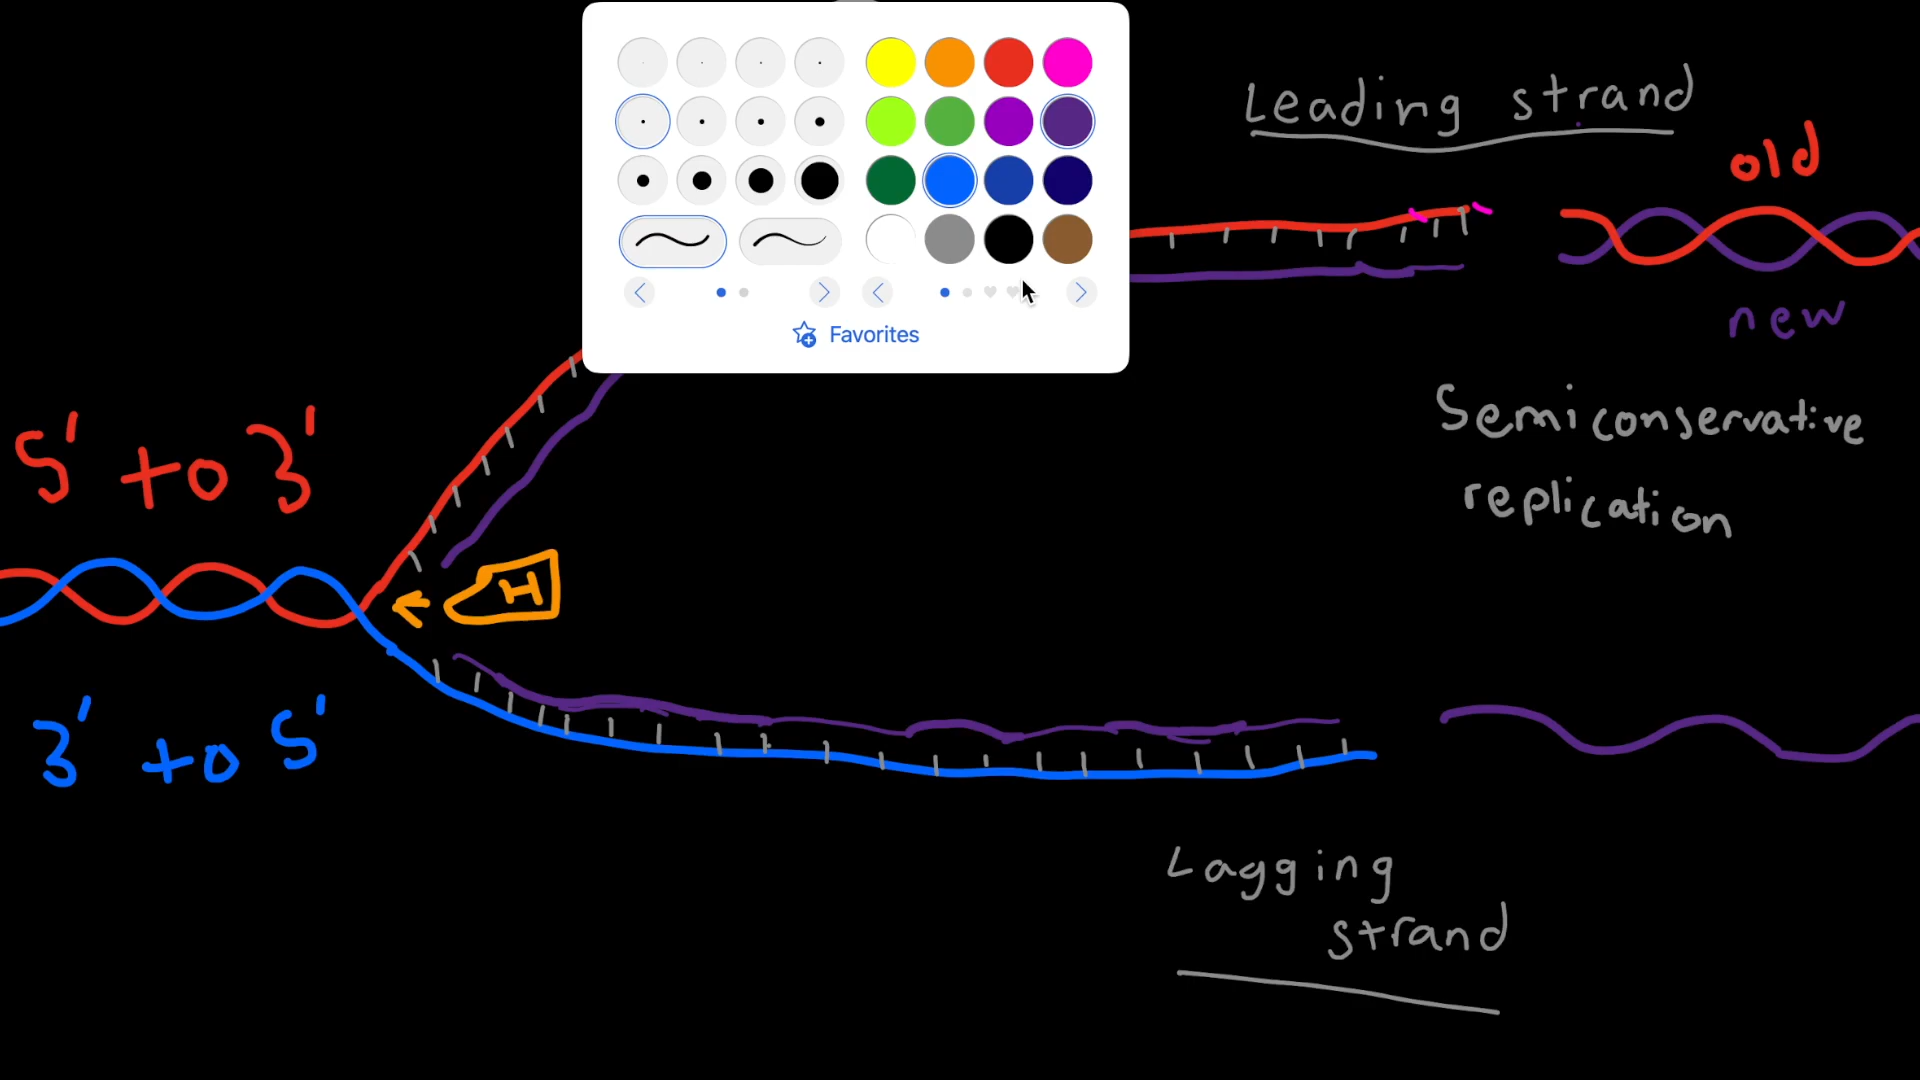 Favorites
Leading strand
old
new
Semiconservative
replication
5' to 3'
H
3' to 5'
Lagging
strand